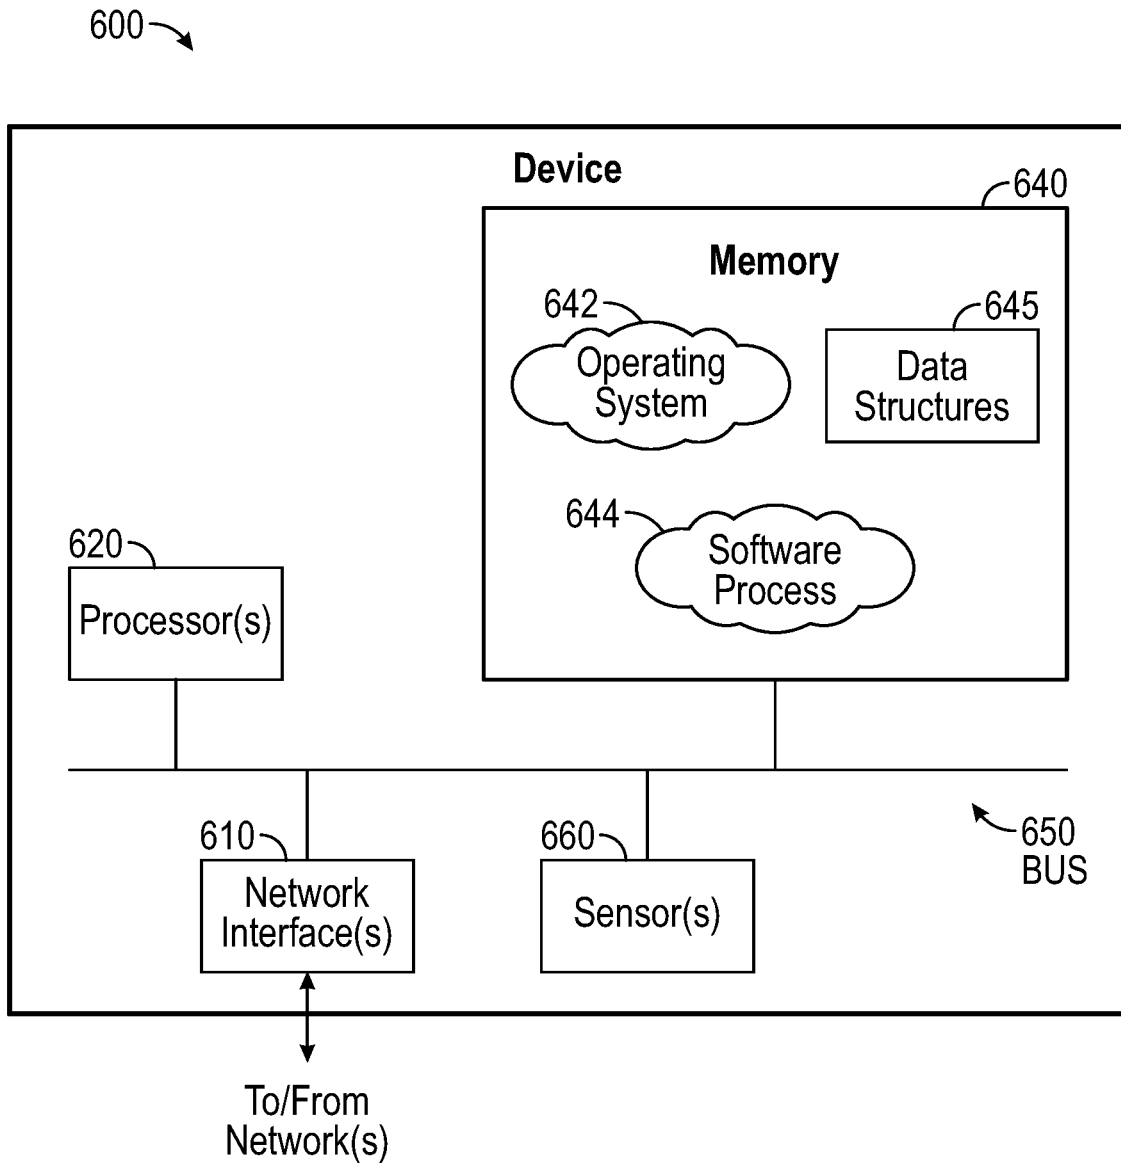 600
Device
640
Memory
642
645
Operating
System
Data
Structures
644
Software
Process
620
Processor(s)
610
Network
Interface(s)
660
Sensor(s)
650
BUS
To/From
Network(s)